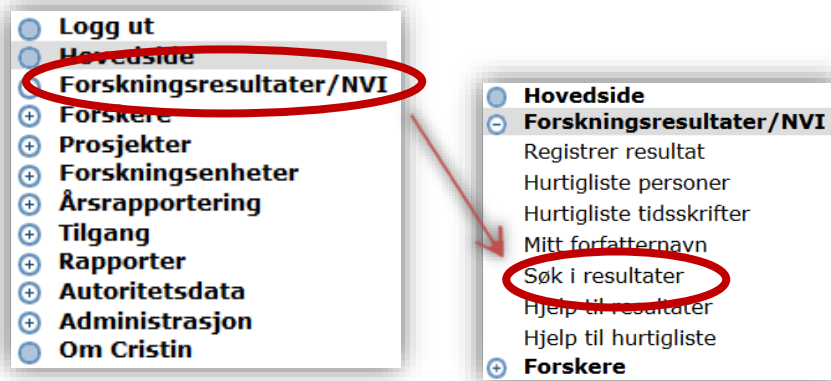 Logg ut
Hovedside
Forskningsresultater/NVI
Forskere
Prosjekter
Forskningsenheter
Årsrapportering
Tilgang
Rapporter
Autoritetsdata
Administrasjon
Om Cristin
Hovedside
Forskningsresultater/NVI
Registrer resultat
Hurtigliste personer
Hurtigliste tidsskrifter
Mitt forfatternavn
Søk i resultater
Hjelp til resultater
Hjelp til hurtigliste
Forskere